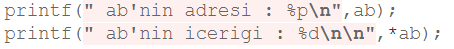 printf(" ab'nin adresi : %p\n",ab);
printf(" ab'nin icerigi : %d\n\n",*ab);